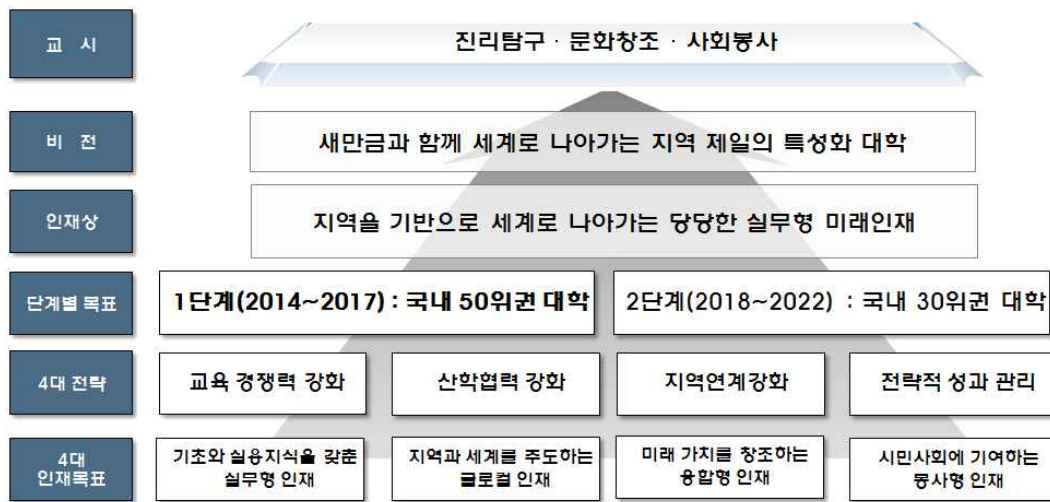 교 시
진리탐구 · 문화창조 · 사회봉사
비 전
새만금과 함께 세계로 나아가는 지역 제일의 특성화 대학
인재상
지역을 기반으로 세계로 나아가는 당당한 실무형 미래인재
단계별 목표
1단계(2014~2017) : 국내 50위권 대학
2단계(2018~2022) : 국내 30위권 대학
4대 전략
교육 경쟁력 강화
산학협력 강화
지역연계강화
전략적 성과 관리
4대
인재목표
기초와 실용지식을 갖춘
실무형 인재
지역과 세계를 주도하는
글로컬 인재
미래 가치를 창조하는
융합형 인재
시민사회에 기여하는
봉사형 인재